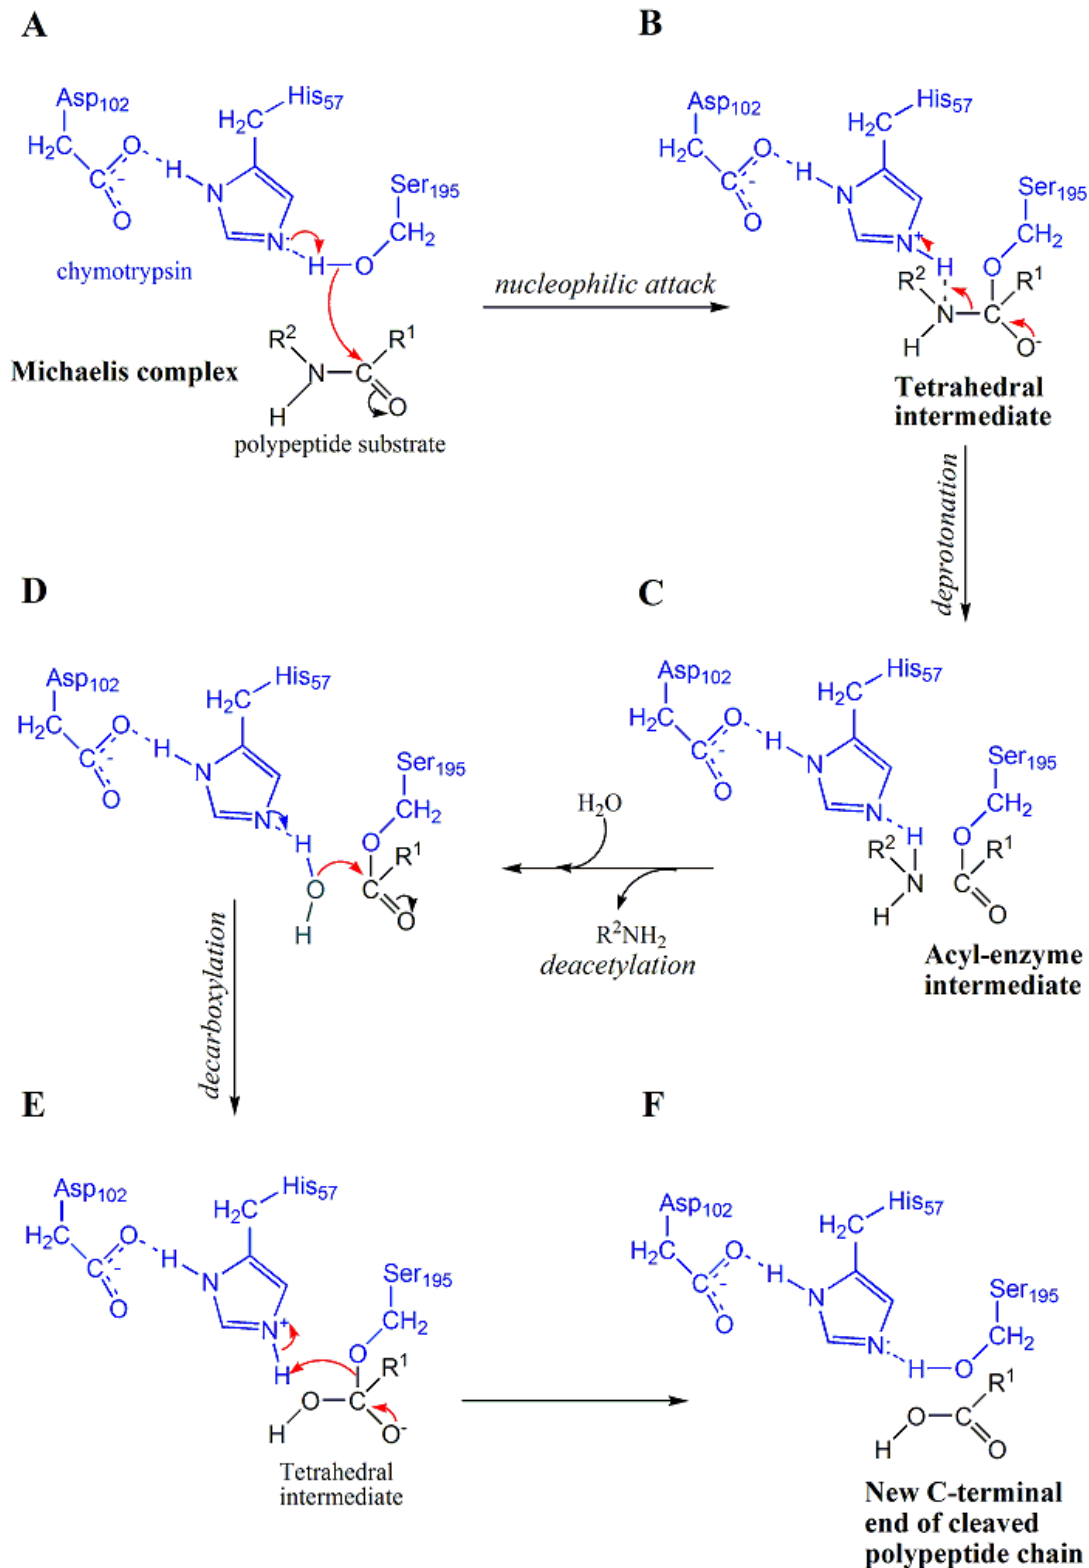 A
Asp102
His57
H2C
H2C
O
H
C
-
O
N
N
H
O
Ser195
CH2
chymotrypsin
Michaelis complex
R2
R1
N
C
H
O
polypeptide substrate
nucleophilic attack
B
Asp102
His57
H2C
H2C
O
H
C
-
O
N
N+
H
Ser195
CH2
O
R2
R1
N
C
H
O-
Tetrahedral
intermediate
deprotonation
C
Asp102
His57
H2C
H2C
O
H
C
-
O
N
N
H
Ser195
CH2
O
R2
R1
N
C
H
O
Acyl-enzyme
intermediate
H2O
R2NH2
deacetylation
D
Asp102
His57
H2C
H2C
O
H
C
-
O
N
N
H
Ser195
CH2
O
R1
O
C
H
O
decarboxylation
E
Asp102
His57
H2C
H2C
O
H
C
-
O
N
N+
H
Ser195
CH2
O
R1
O
C
H
O-
Tetrahedral
intermediate
F
Asp102
His57
H2C
H2C
O
H
C
-
O
N
N
H
O
Ser195
CH2
R1
O
C
H
O
New C-terminal
end of cleaved
polypeptide chain